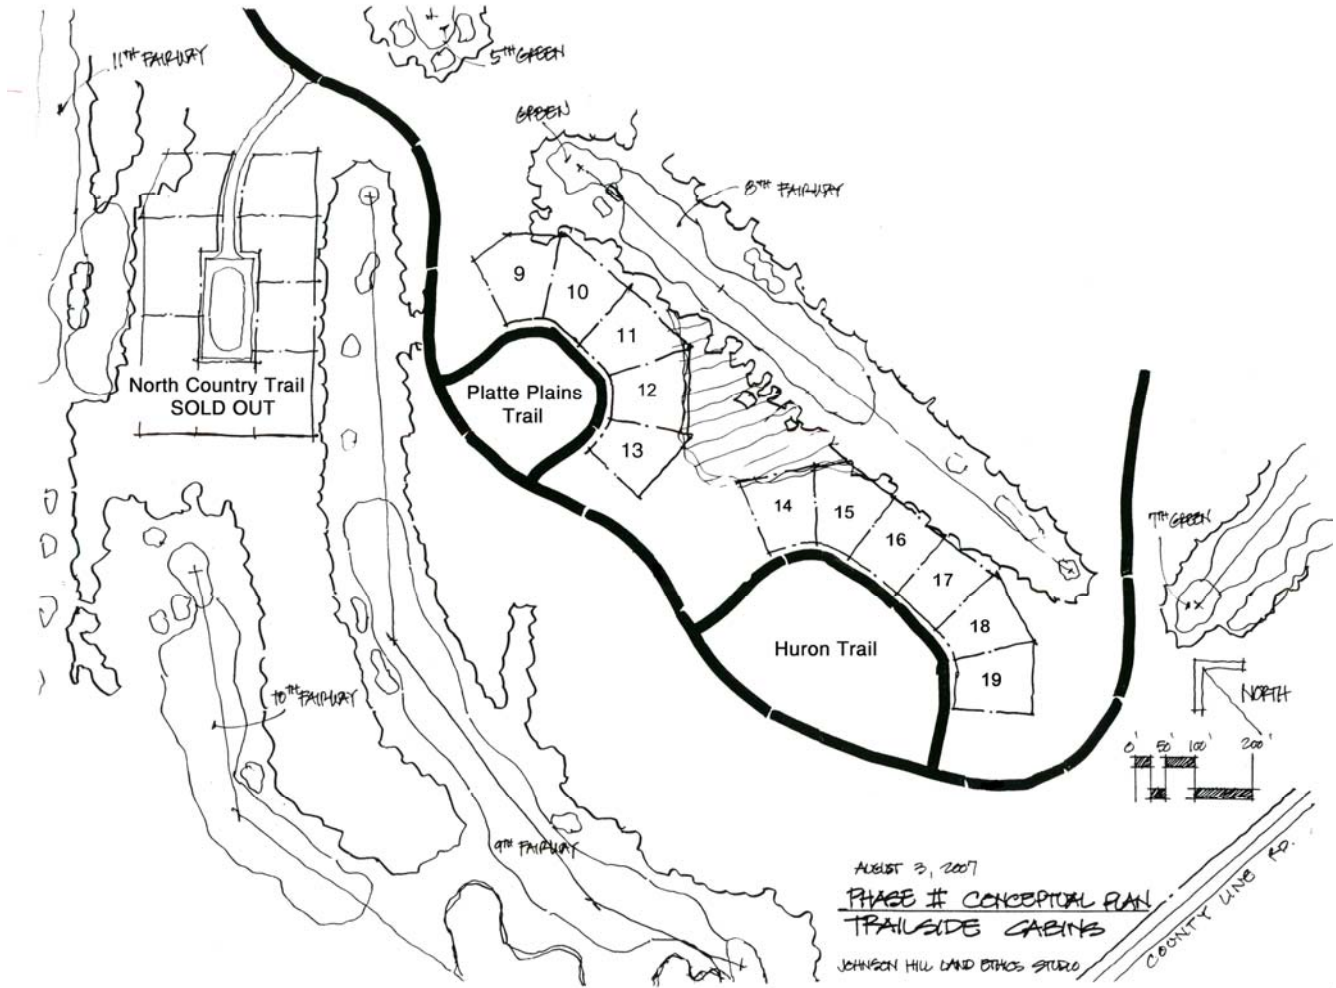 11TH FAIRWAY
5TH GREEN
GREEN
8TH FAIRWAY
9
10
11
12
13
North Country Trail
SOLD OUT
Platte Plains
Trail
14
15
16
17
18
19
7TH GREEN
Huron Trail
NORTH
10TH FAIRWAY
0' 50' 100' 200'
9TH FAIRWAY
AUGUST 3, 2007
PHASE II CONCEPTUAL PLAN
TRAILSIDE CABINS
JOHNSON HILL LAND ETHICS STUDIO
COUNTY LINE RD.